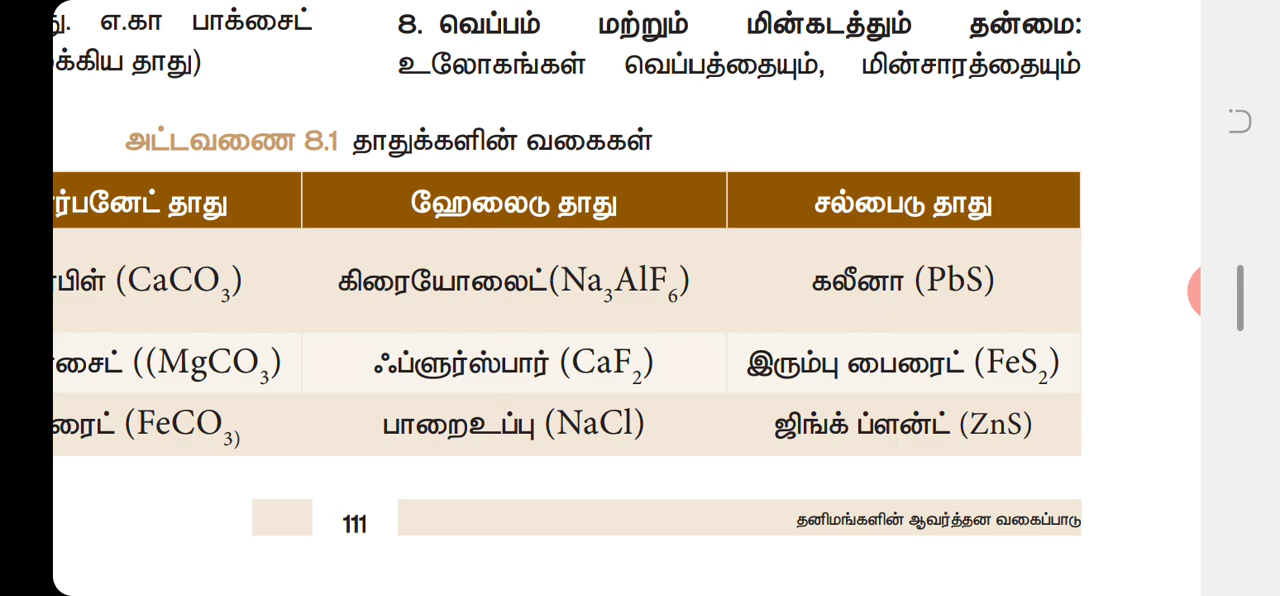 து. எ.கா பாக்சைட்
க்கிய தாது)
8. வெப்பம் மற்றும் மின்கடத்தும் தன்மை:
உலோகங்கள் வெப்பத்தையும், மின்சாரத்தையும்
அட்டவணை 8.1 தாதுக்களின் வகைகள்
ர்பனேட் தாது ஹேலைடு தாது சல்பைடு தாது
பிள் (CaCO₃) கிரையோலைட்(Na₃AlF₆) கலீனா (PbS)
சைட் ((MgCO₃) ஃப்ளுர்ஸ்பார் (CaF₂) இரும்பு பைரைட் (FeS₂)
ரைட் (FeCO₃) பாறைஉப்பு (NaCl) ஜிங்க் ப்ளன்ட் (ZnS)
111 தனிமங்களின் ஆவர்த்தன வகைப்பாடு